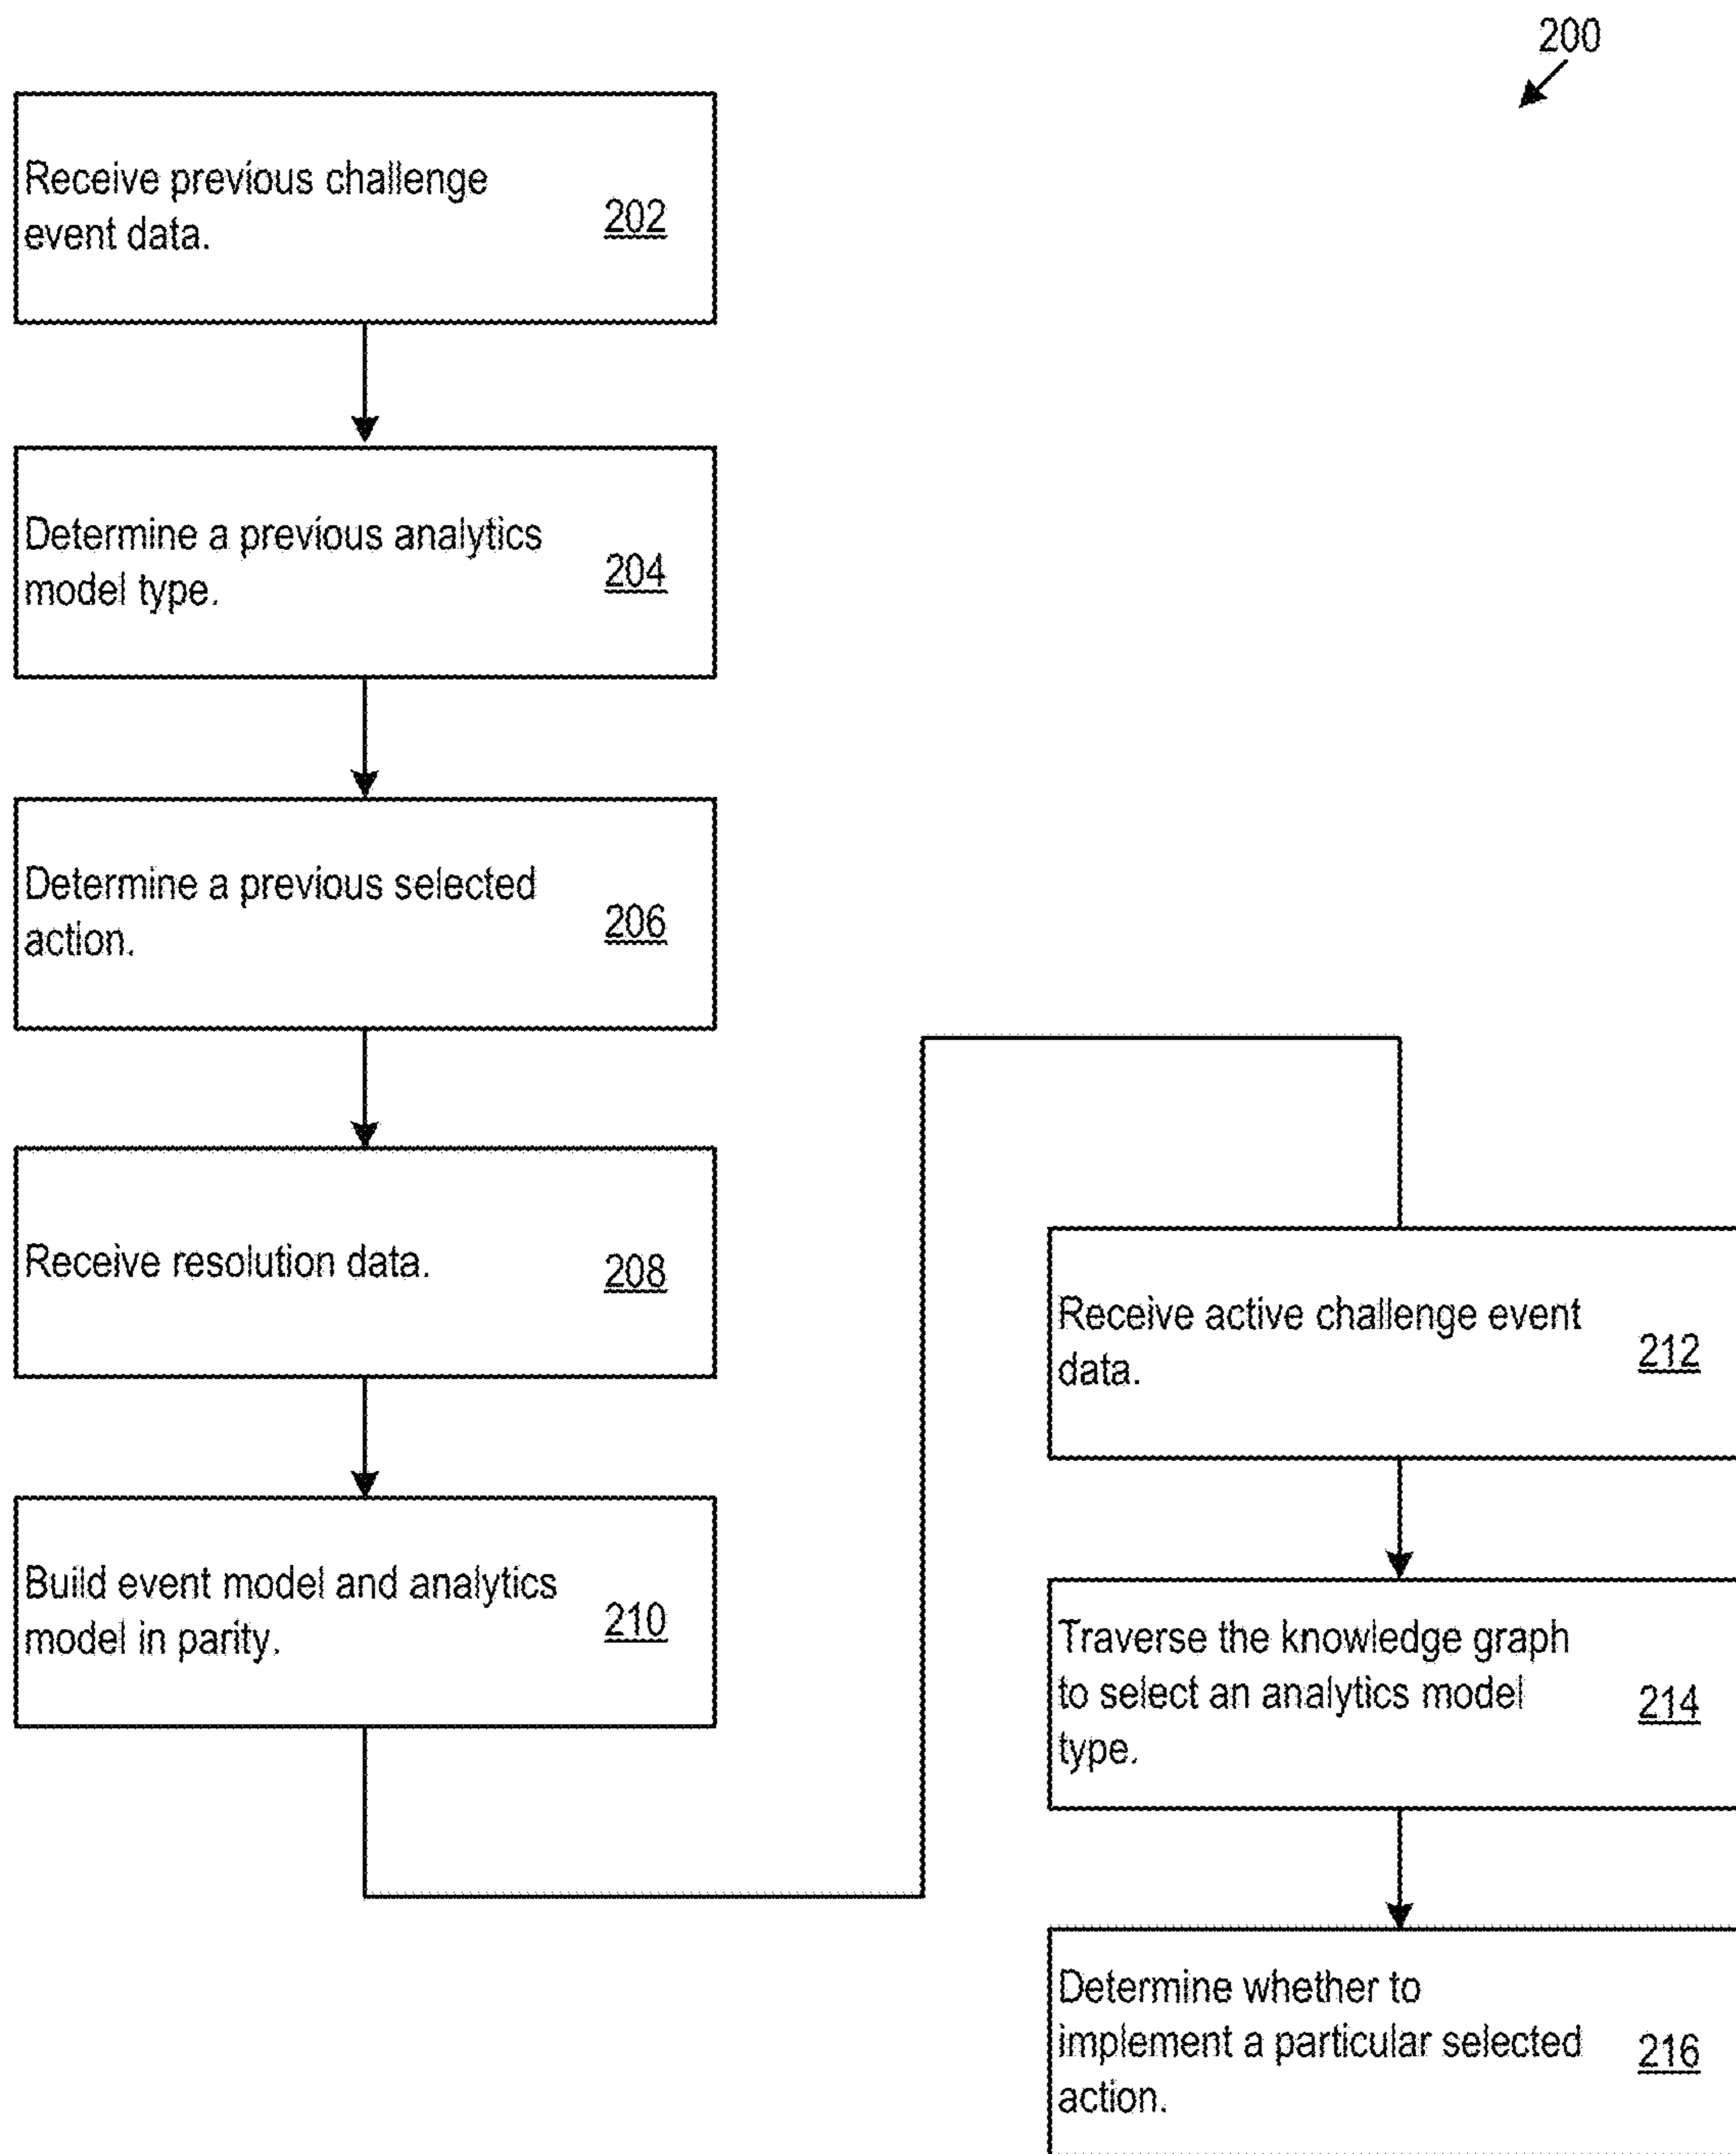 200
Receive previous challenge
event data.
202
Determine a previous analytics
model type.
204
Determine a previous selected
action.
206
Receive resolution data.
208
Build event model and analytics
model in parity.
210
Receive active challenge event
data.
212
Traverse the knowledge graph
to select an analytics model
type.
214
Determine whether to
implement a particular selected
action.
216